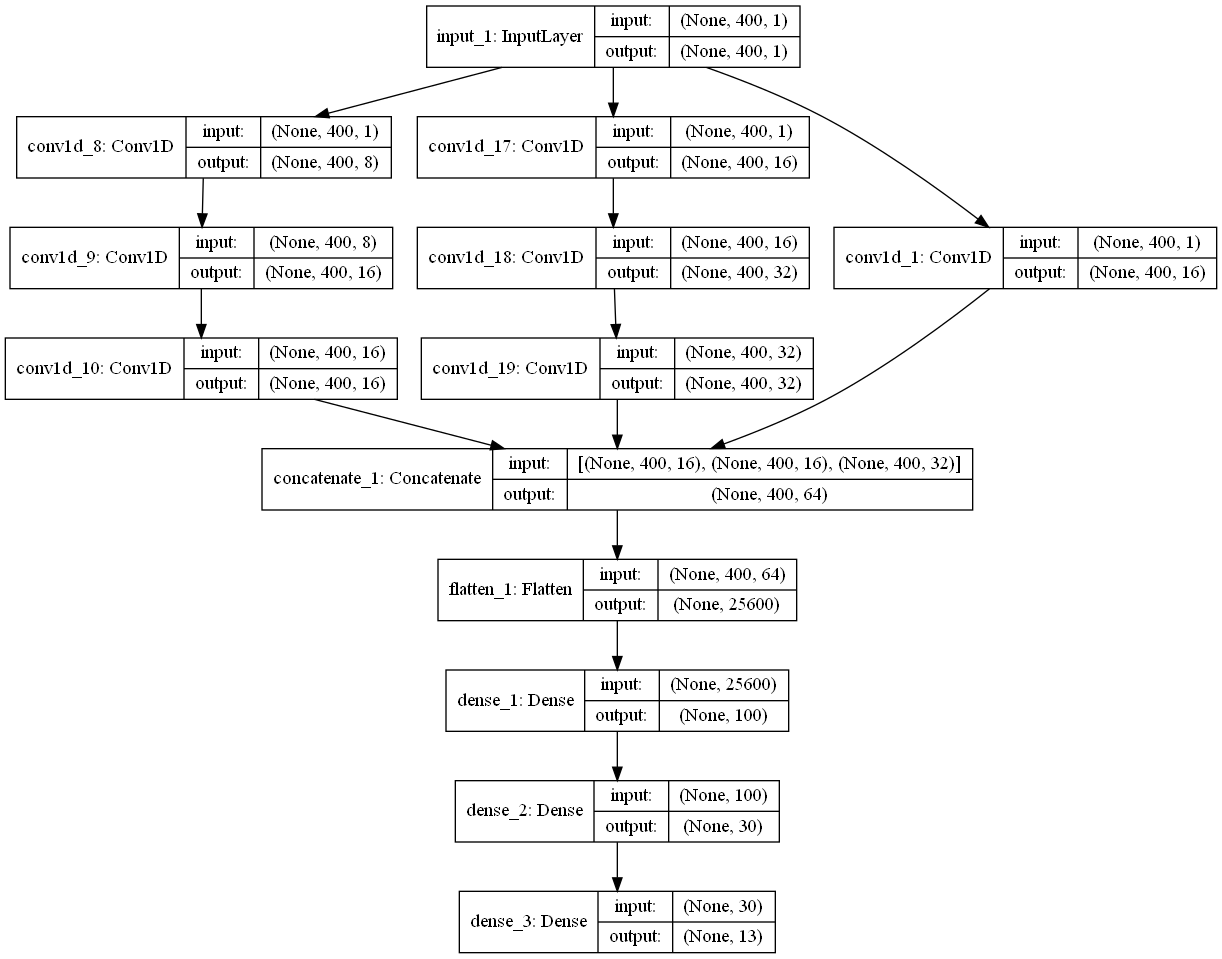 input_1: InputLayer
input: (None, 400, 1)
output: (None, 400, 1)
conv1d_8: Conv1D
input: (None, 400, 1)
output: (None, 400, 8)
conv1d_17: Conv1D
input: (None, 400, 1)
output: (None, 400, 16)
conv1d_9: Conv1D
input: (None, 400, 8)
output: (None, 400, 16)
conv1d_18: Conv1D
input: (None, 400, 16)
output: (None, 400, 32)
conv1d_1: Conv1D
input: (None, 400, 1)
output: (None, 400, 16)
conv1d_10: Conv1D
input: (None, 400, 16)
output: (None, 400, 16)
conv1d_19: Conv1D
input: (None, 400, 32)
output: (None, 400, 32)
concatenate_1: Concatenate
input: [(None, 400, 16), (None, 400, 16), (None, 400, 32)]
output: (None, 400, 64)
flatten_1: Flatten
input: (None, 400, 64)
output: (None, 25600)
dense_1: Dense
input: (None, 25600)
output: (None, 100)
dense_2: Dense
input: (None, 100)
output: (None, 30)
dense_3: Dense
input: (None, 30)
output: (None, 13)